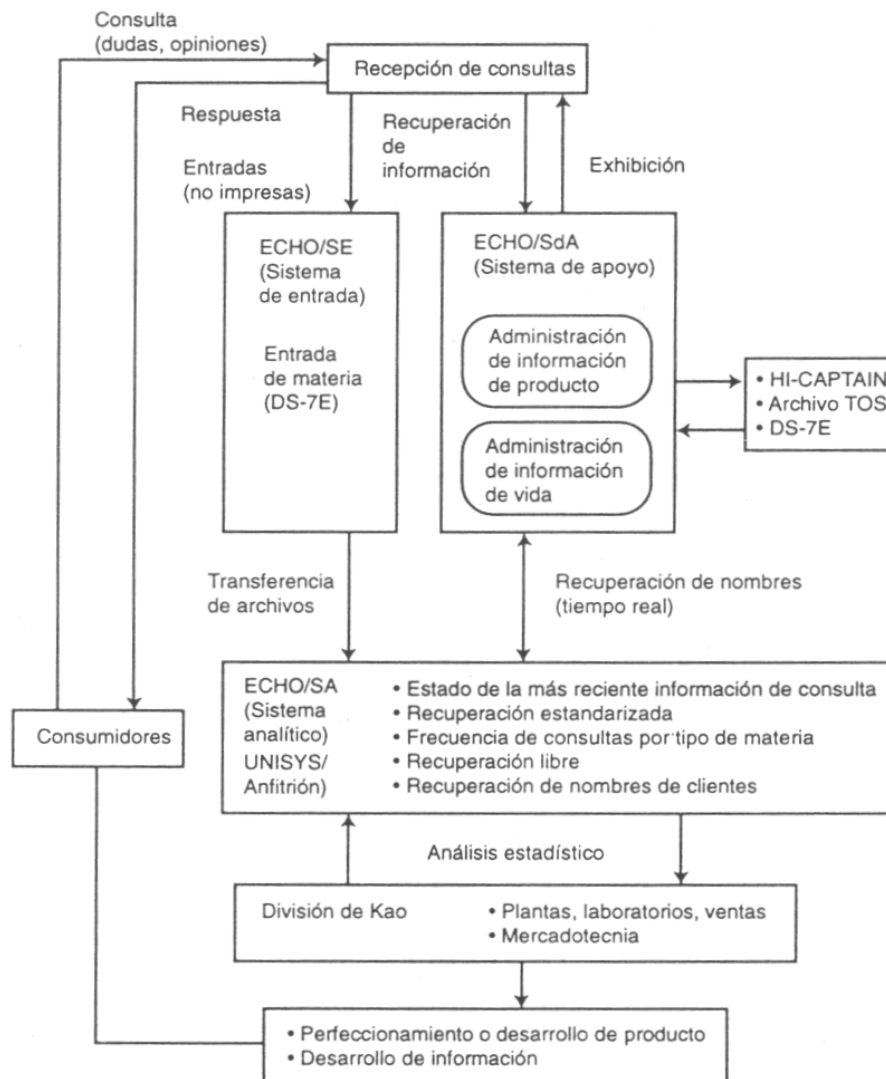 Consulta
(dudas, opiniones)
Recepción de consultas
Respuesta
Recuperación
de
información
Entradas
(no impresas)
Exhibición
ECHO/SE
(Sistema
de entrada)
Entrada
de materia
(DS-7E)
ECHO/SdA
(Sistema de apoyo)
Administración
de información
de producto
Administración
de información
de vida
• HI-CAPTAIN
• Archivo TOS
• DS-7E
Transferencia
de archivos
Recuperación de nombres
(tiempo real)
ECHO/SA
(Sistema
analítico)
UNISYS/
Anfitrión)
• Estado de la más reciente información de consulta
• Recuperación estandarizada
• Frecuencia de consultas por tipo de materia
• Recuperación libre
• Recuperación de nombres de clientes
Consumidores
Análisis estadístico
División de Kao
• Plantas, laboratorios, ventas
• Mercadotecnia
• Perfeccionamiento o desarrollo de producto
• Desarrollo de información